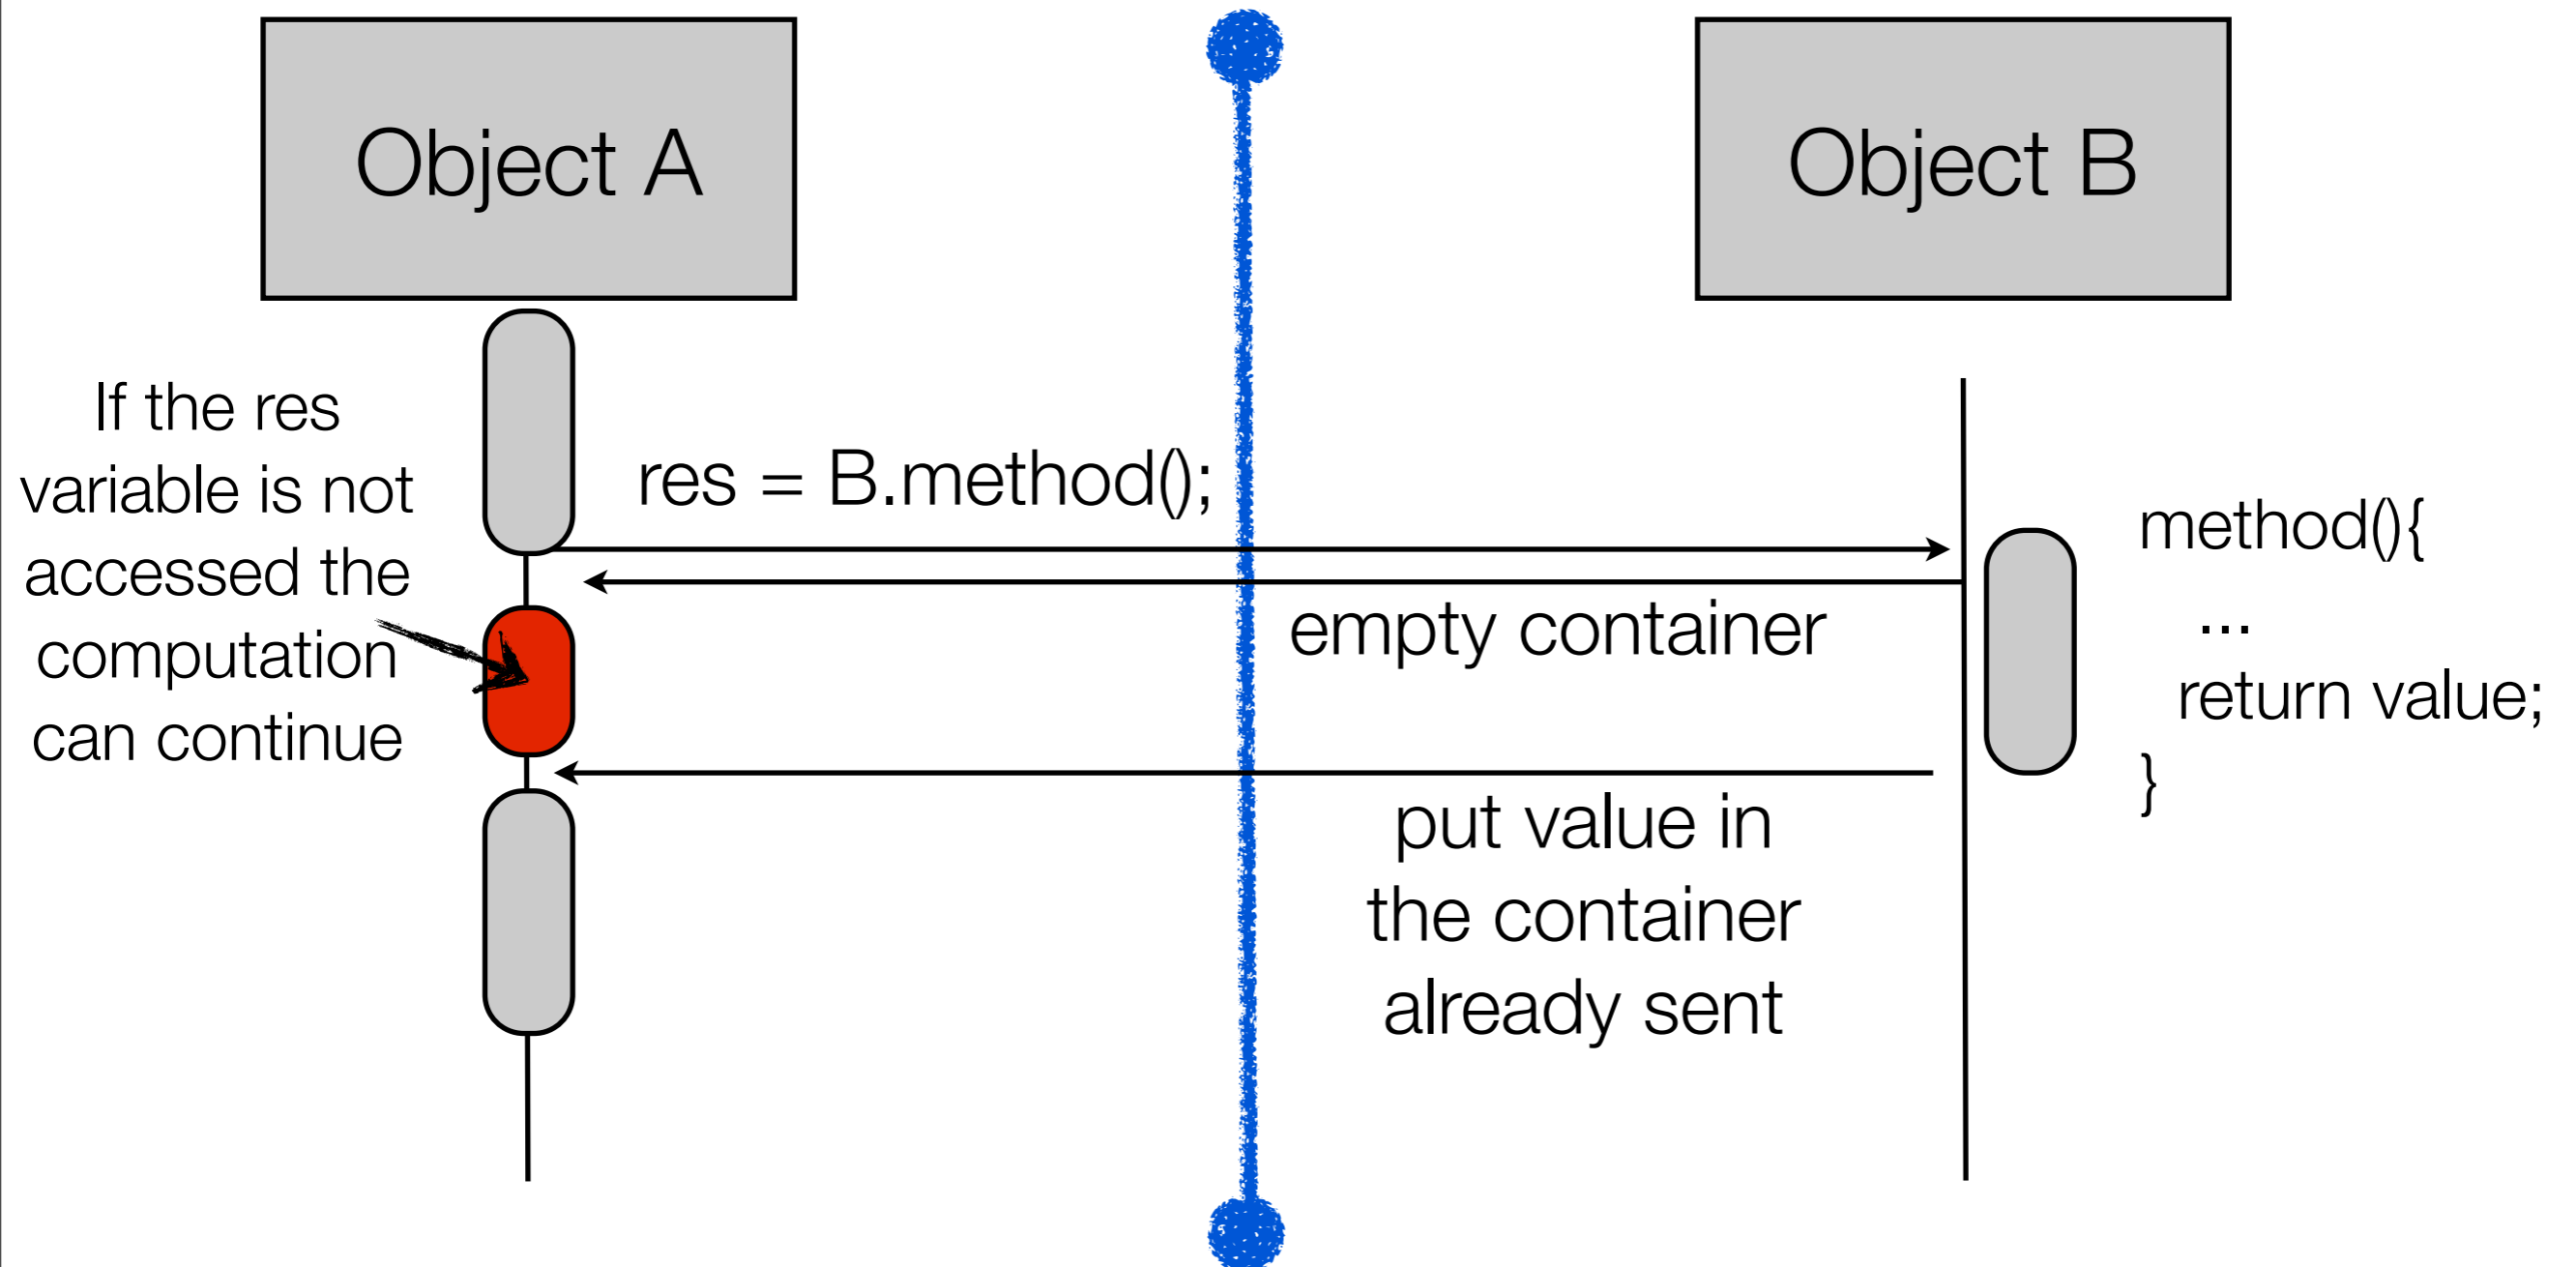 Object A
Object B
If the res
variable is not
accessed the
computation
can continue
res = B.method();
empty container
put value in
the container
already sent
method(){
...
return value;
}